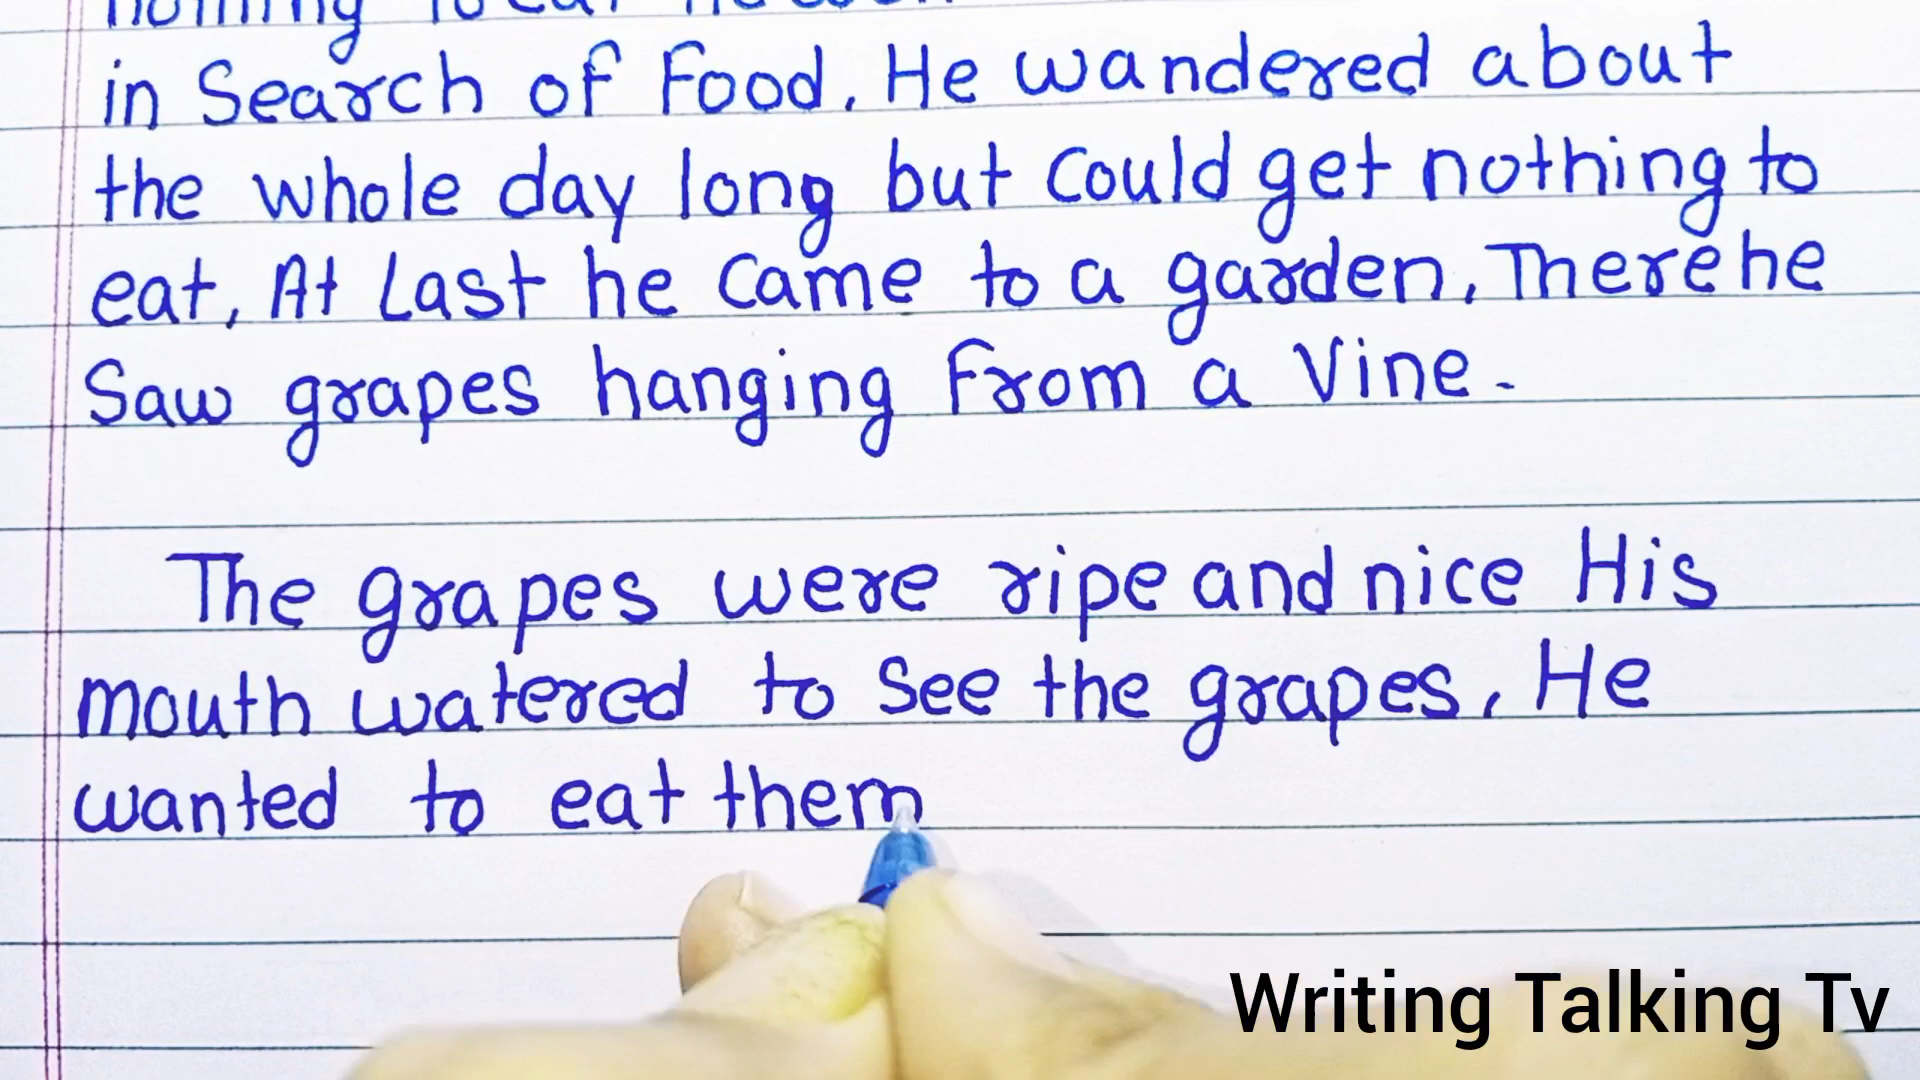 in Search of Food. He wandered about
the whole day long but could get nothing to
eat, At Last he came to a garden, There he
Saw grapes hanging From a Vine.
The grapes were ripe and nice His
mouth watered to See the grapes, He
wanted to eat them
Writing Talking Tv